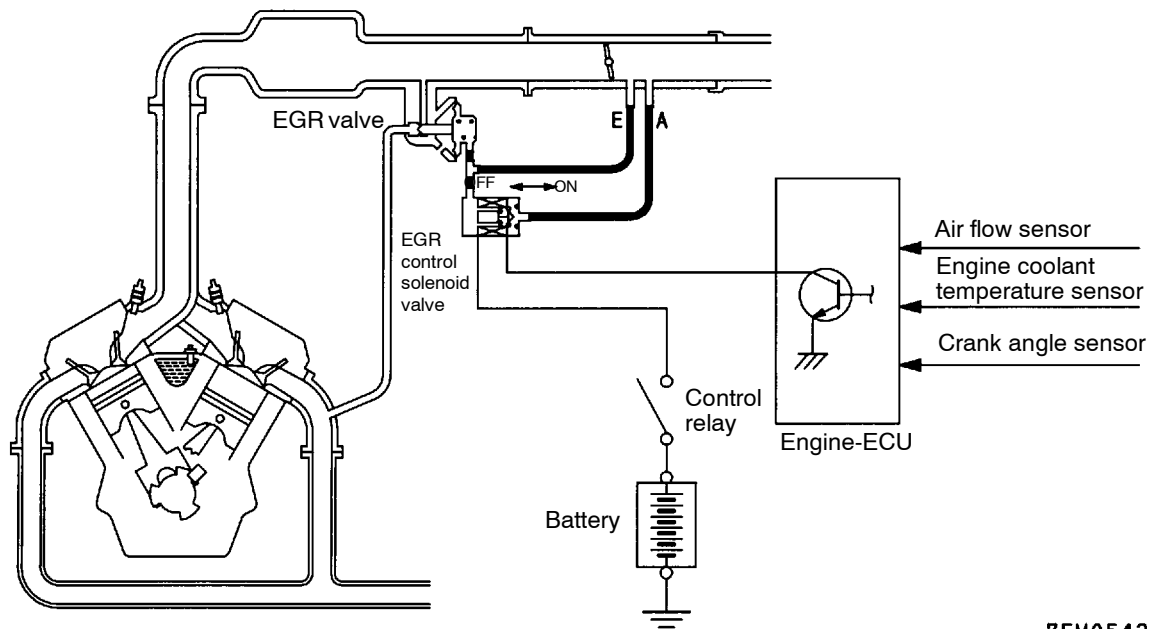 EGR valve
E
A
FF
ON
EGR
control
solenoid
valve
Air flow sensor
Engine coolant
temperature sensor
Crank angle sensor
Control
relay
Engine-ECU
Battery